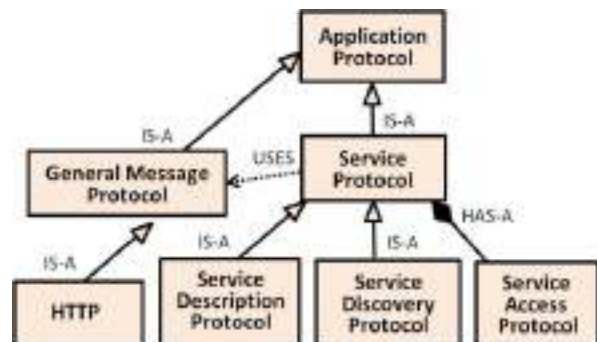 Application
Protocol
IS-A
IS-A
General Message
Protocol
USES
Service
Protocol
IS-A
IS-A
IS-A
HAS-A
HTTP
Service
Description
Protocol
Service
Discovery
Protocol
Service
Access
Protocol